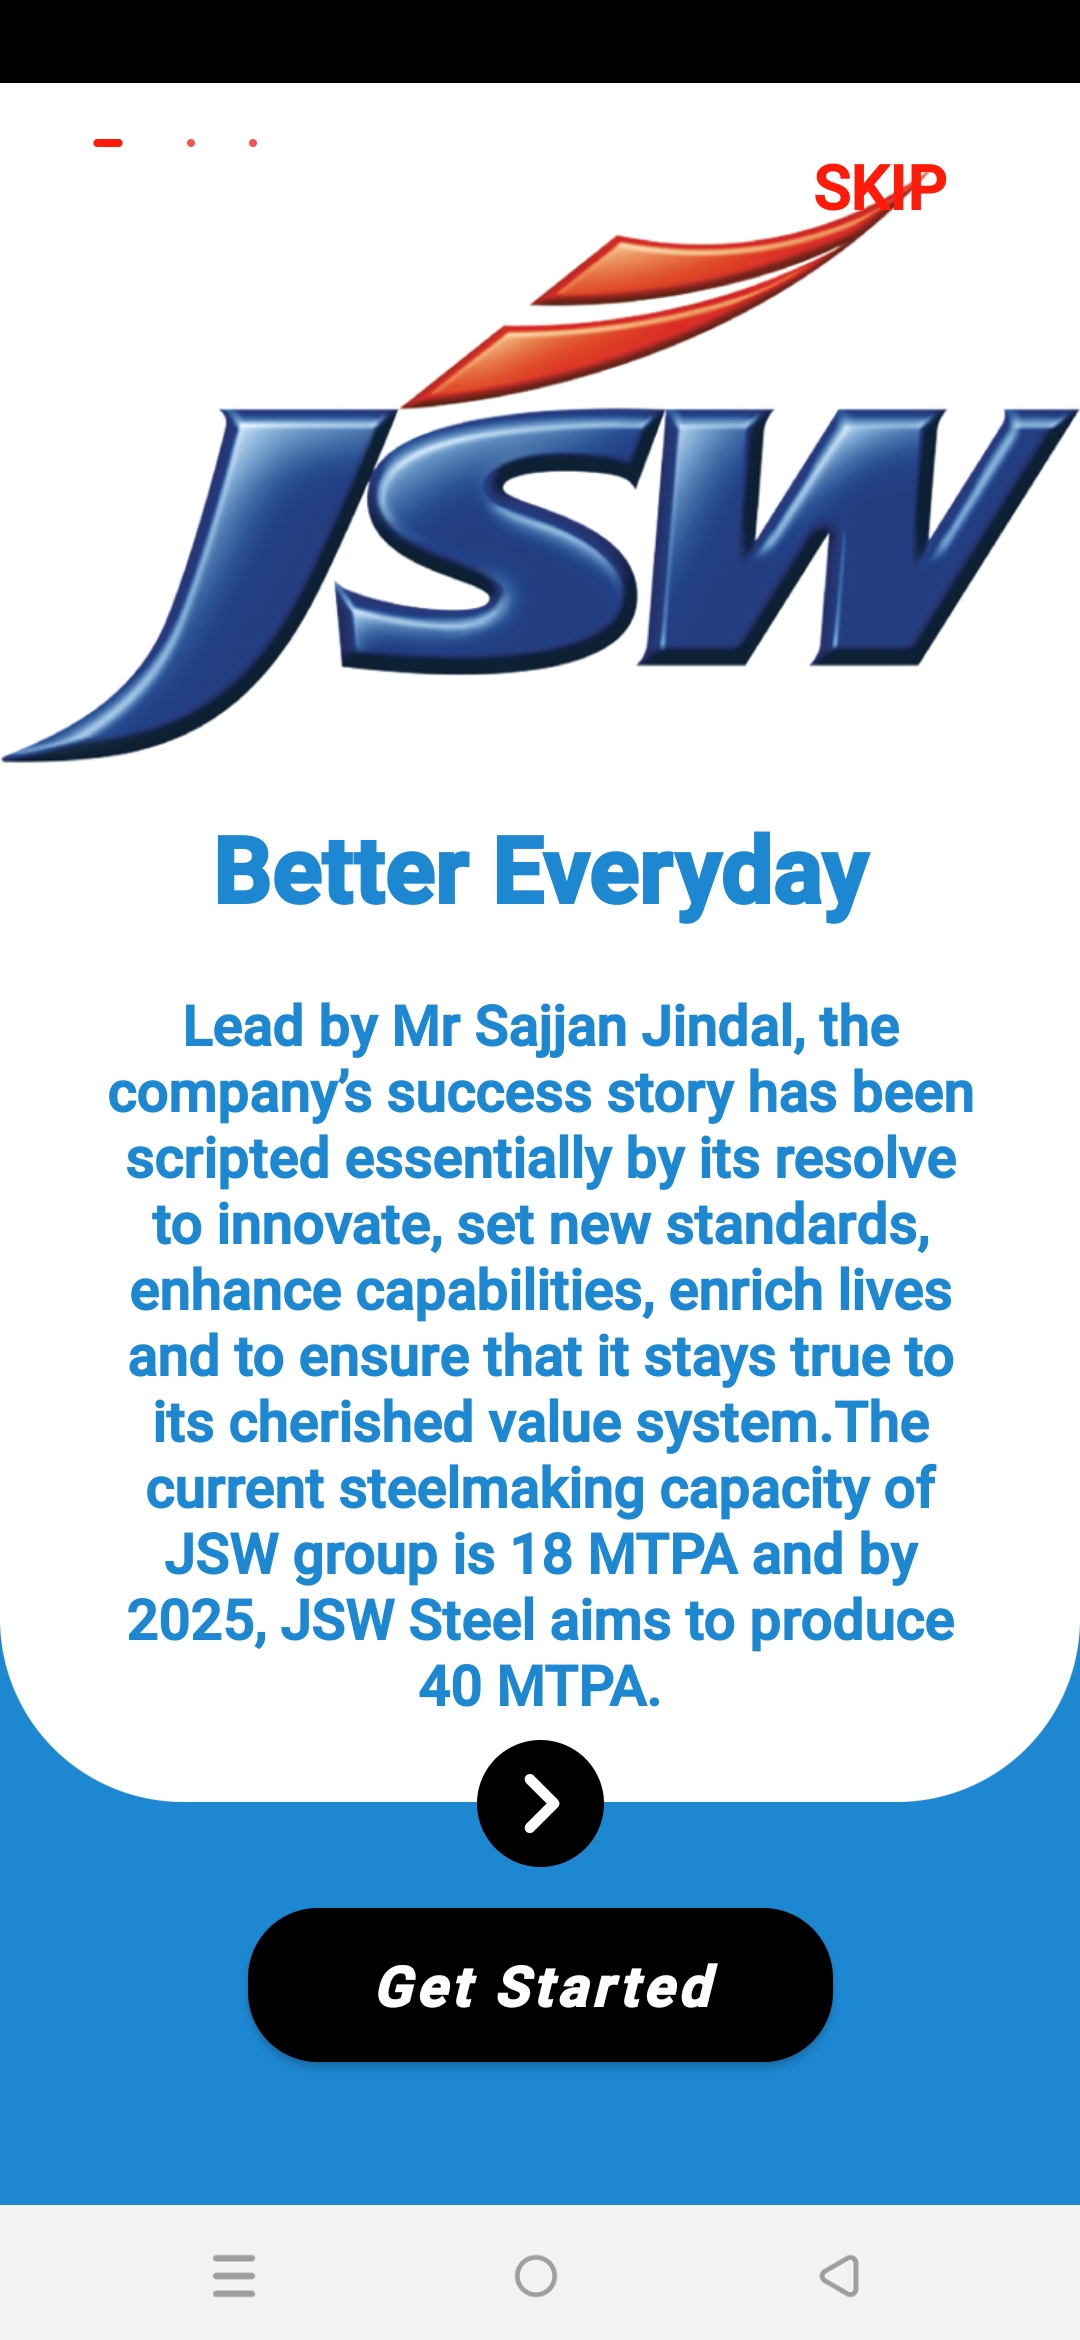 SKIP
JSW
Better Everyday
Lead by Mr Sajjan Jindal, the
company’s success story has been
scripted essentially by its resolve
to innovate, set new standards,
enhance capabilities, enrich lives
and to ensure that it stays true to
its cherished value system.The
current steelmaking capacity of
JSW group is 18 MTPA and by
2025, JSW Steel aims to produce
40 MTPA.
Get Started